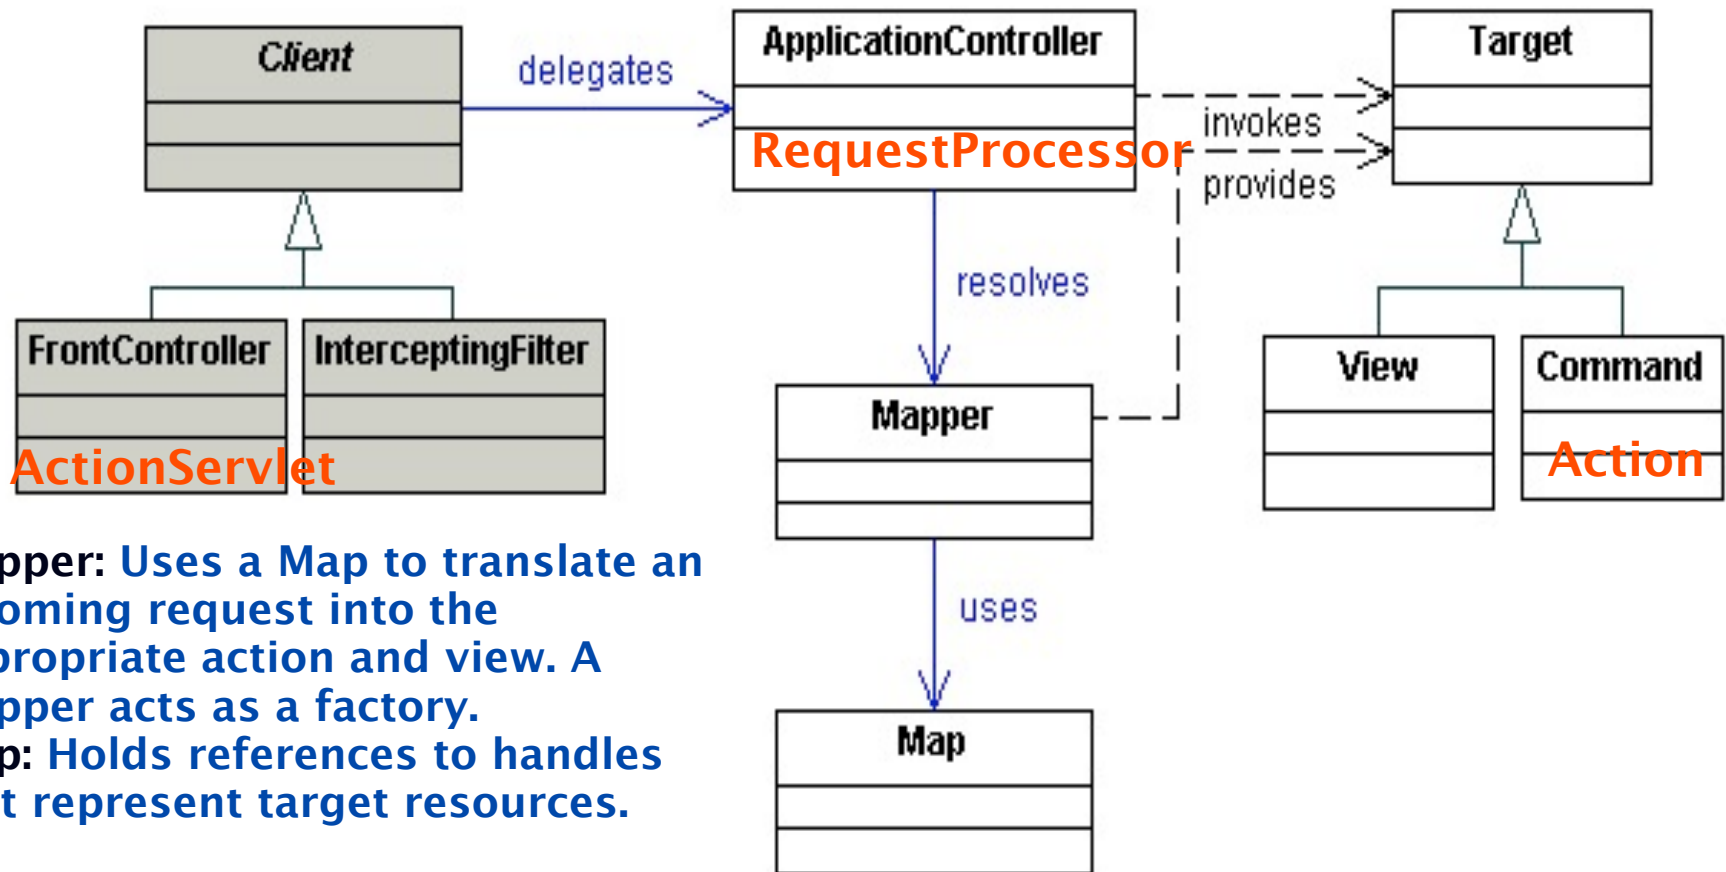 Client
delegates
ApplicationController
RequestProcessor
invokes
provides
Target
FrontController
InterceptingFilter
ActionServlet
resolves
Mapper
View
Command
Action
uses
Map
pper: Uses a Map to translate an
oming request into the
propriate action and view. A
pper acts as a factory.
p: Holds references to handles
t represent target resources.